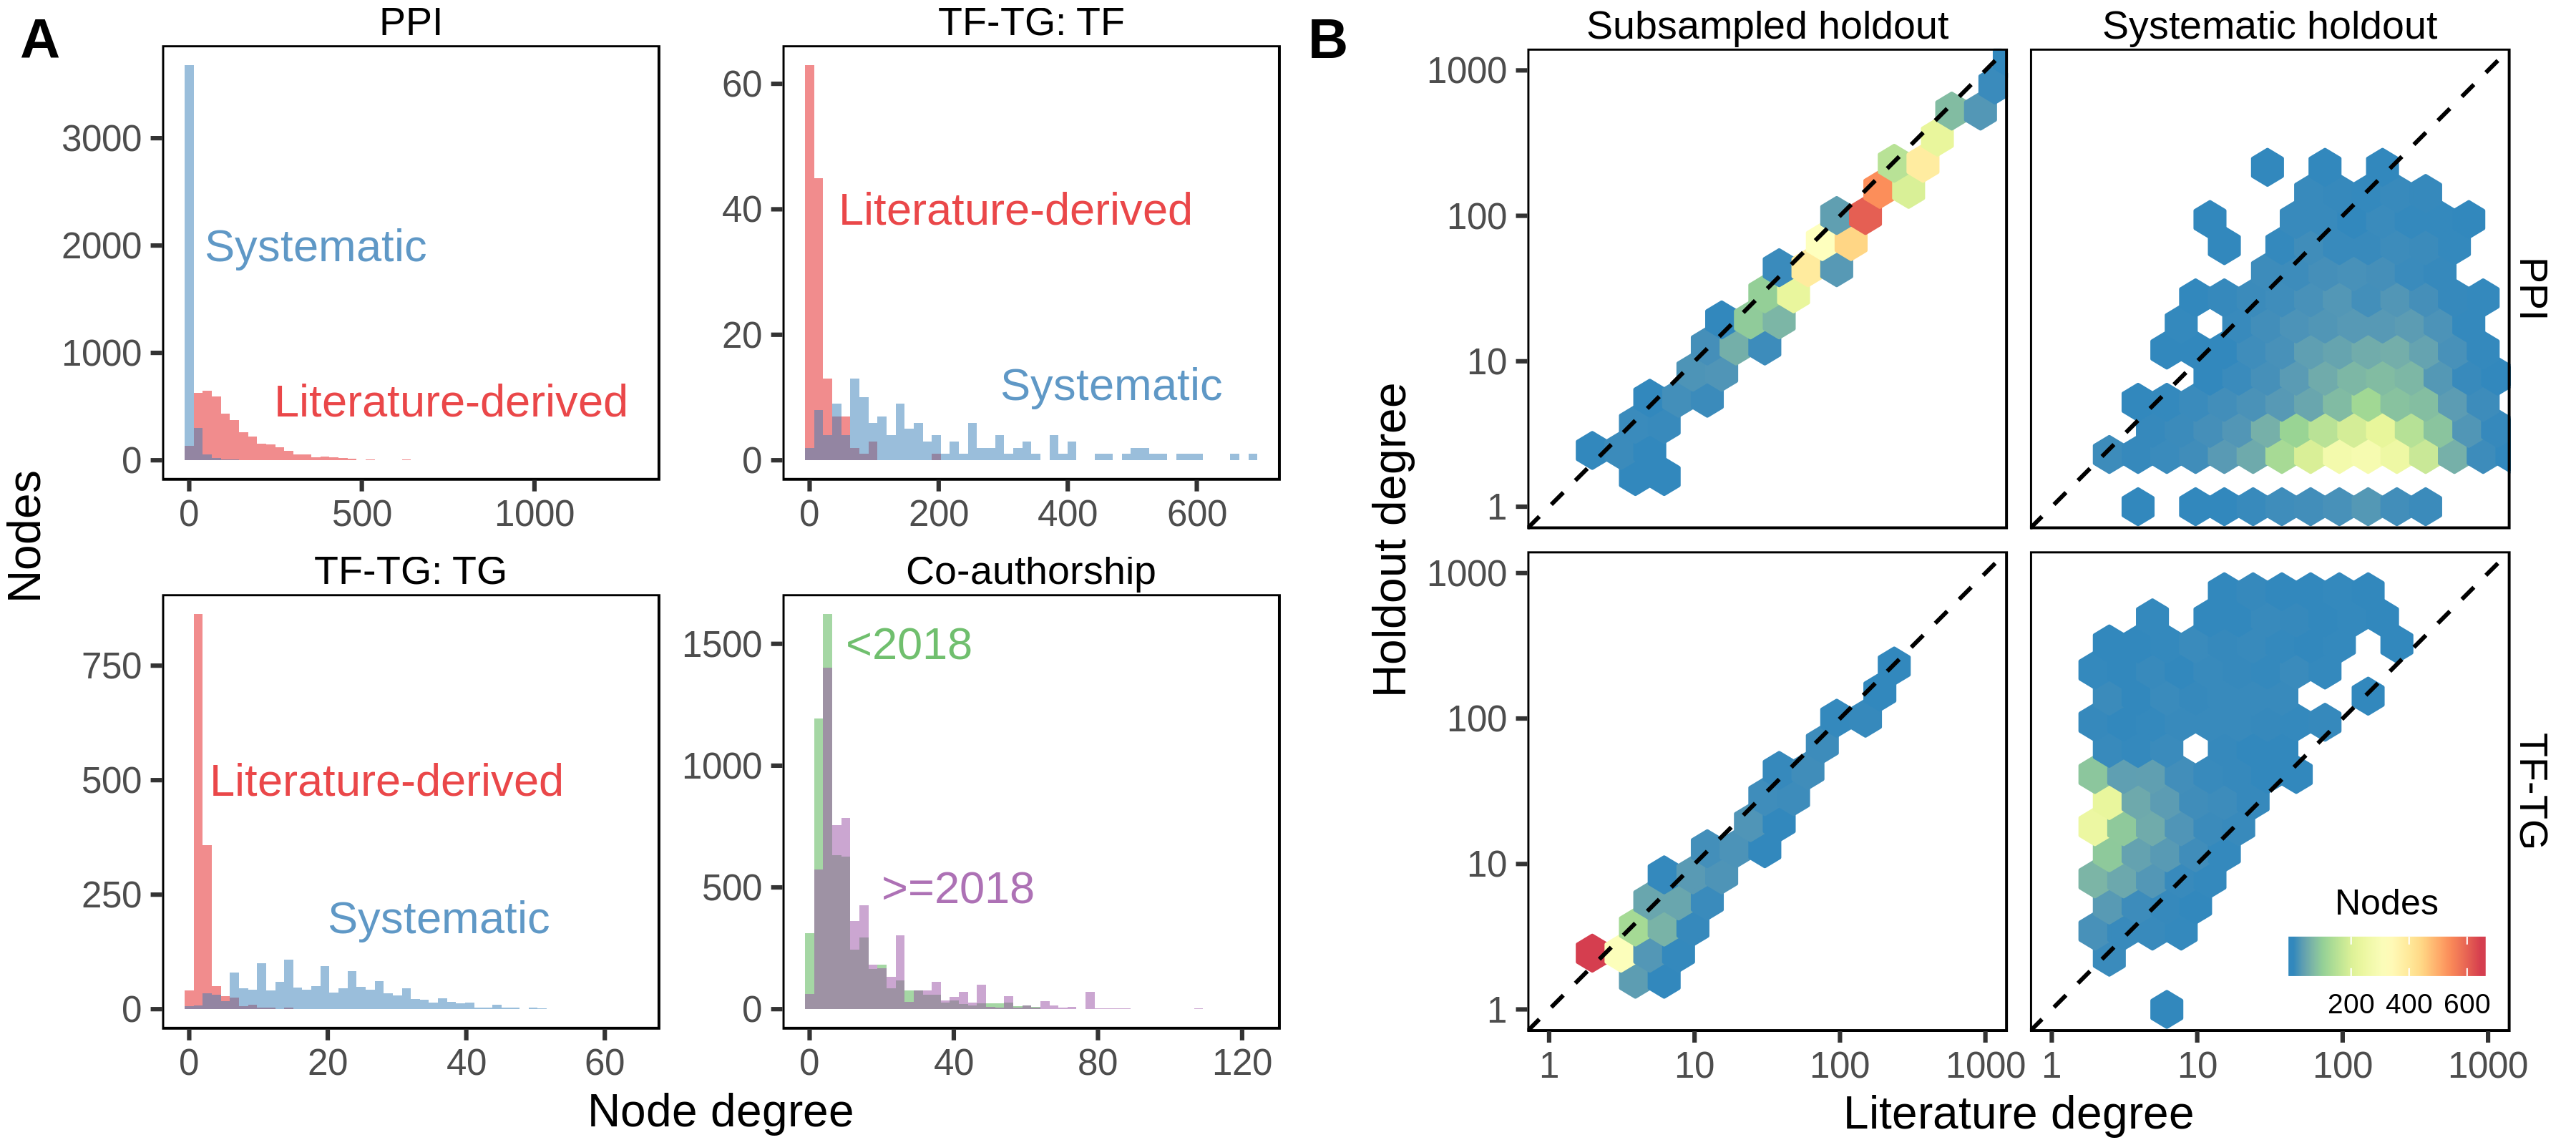 A
PPI
Systematic
Literature-derived
3000
2000
1000
0
0 500 1000
TF-TG: TF
Literature-derived
Systematic
60
40
20
0
0 200 400 600
TF-TG: TG
Literature-derived
Systematic
750
500
250
0
0 20 40 60
Co-authorship
<2018
>=2018
1500
1000
500
0
0 40 80 120
Nodes
Node degree
B
Subsampled holdout
Systematic holdout
1000
100
10
1
PPI
1000
100
10
1
TF-TG
Nodes
200 400 600
1 10 100 1000
1 10 100 1000
Holdout degree
Literature degree